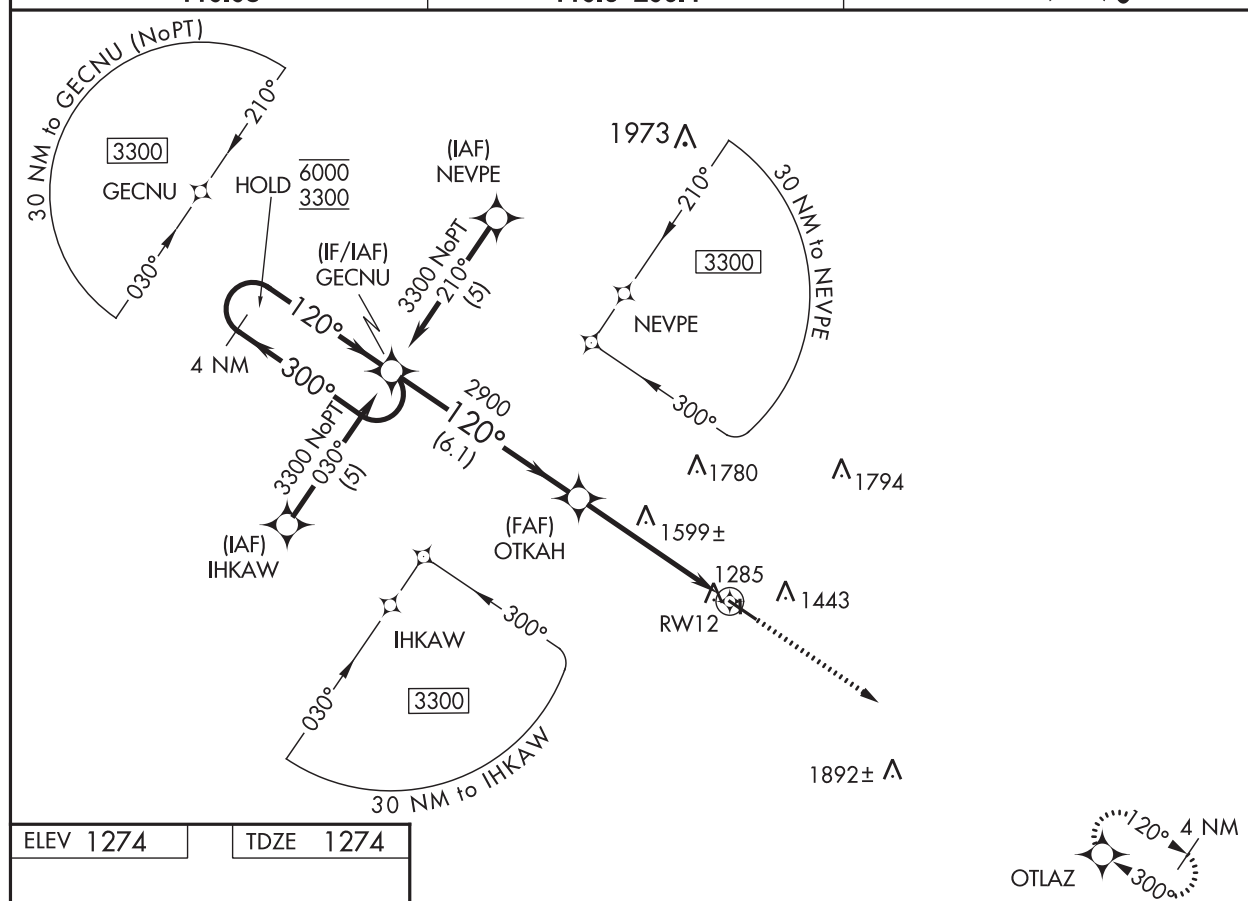 30 NM to GECNU (NoPT)
210°
3300
GECNU
030°
HOLD
6000
3300
(IAF)
NEVPE
1973
210°
30 NM to NEVPE
3300
NEVPE
300°
(IF/IAF)
GECNU
3300 NoPT
210°
(5)
120°
4 NM
300°
2900
120°
(6.1)
3300 NoPT
030°
(5)
(IAF)
IHKAW
(FAF)
OTKAH
1780
1794
1599±
1285
1443
RW12
IHKAW
300°
030°
3300
30 NM to IHKAW
1892±
ELEV 1274
TDZE 1274
120°
4 NM
OTLAZ
300°